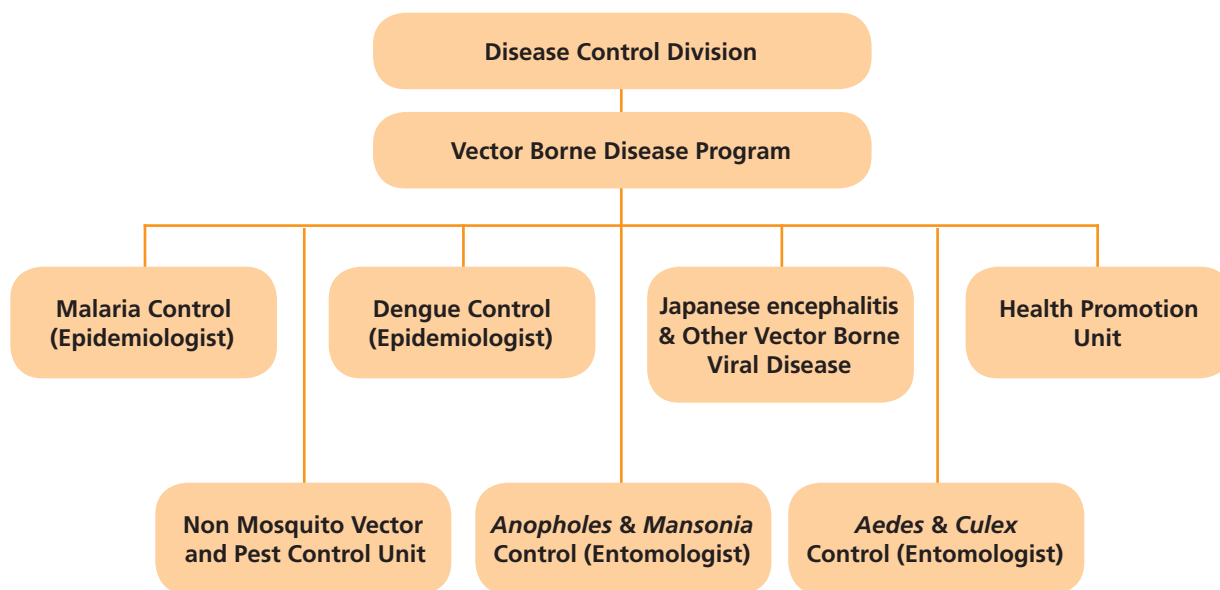 Disease Control Division
Vector Borne Disease Program
Malaria Control
(Epidemiologist)
Dengue Control
(Epidemiologist)
Japanese encephalitis
& Other Vector Borne
Viral Disease
Health Promotion
Unit
Non Mosquito Vector
and Pest Control Unit
Anopholes & Mansonia
Control (Entomologist)
Aedes & Culex
Control (Entomologist)